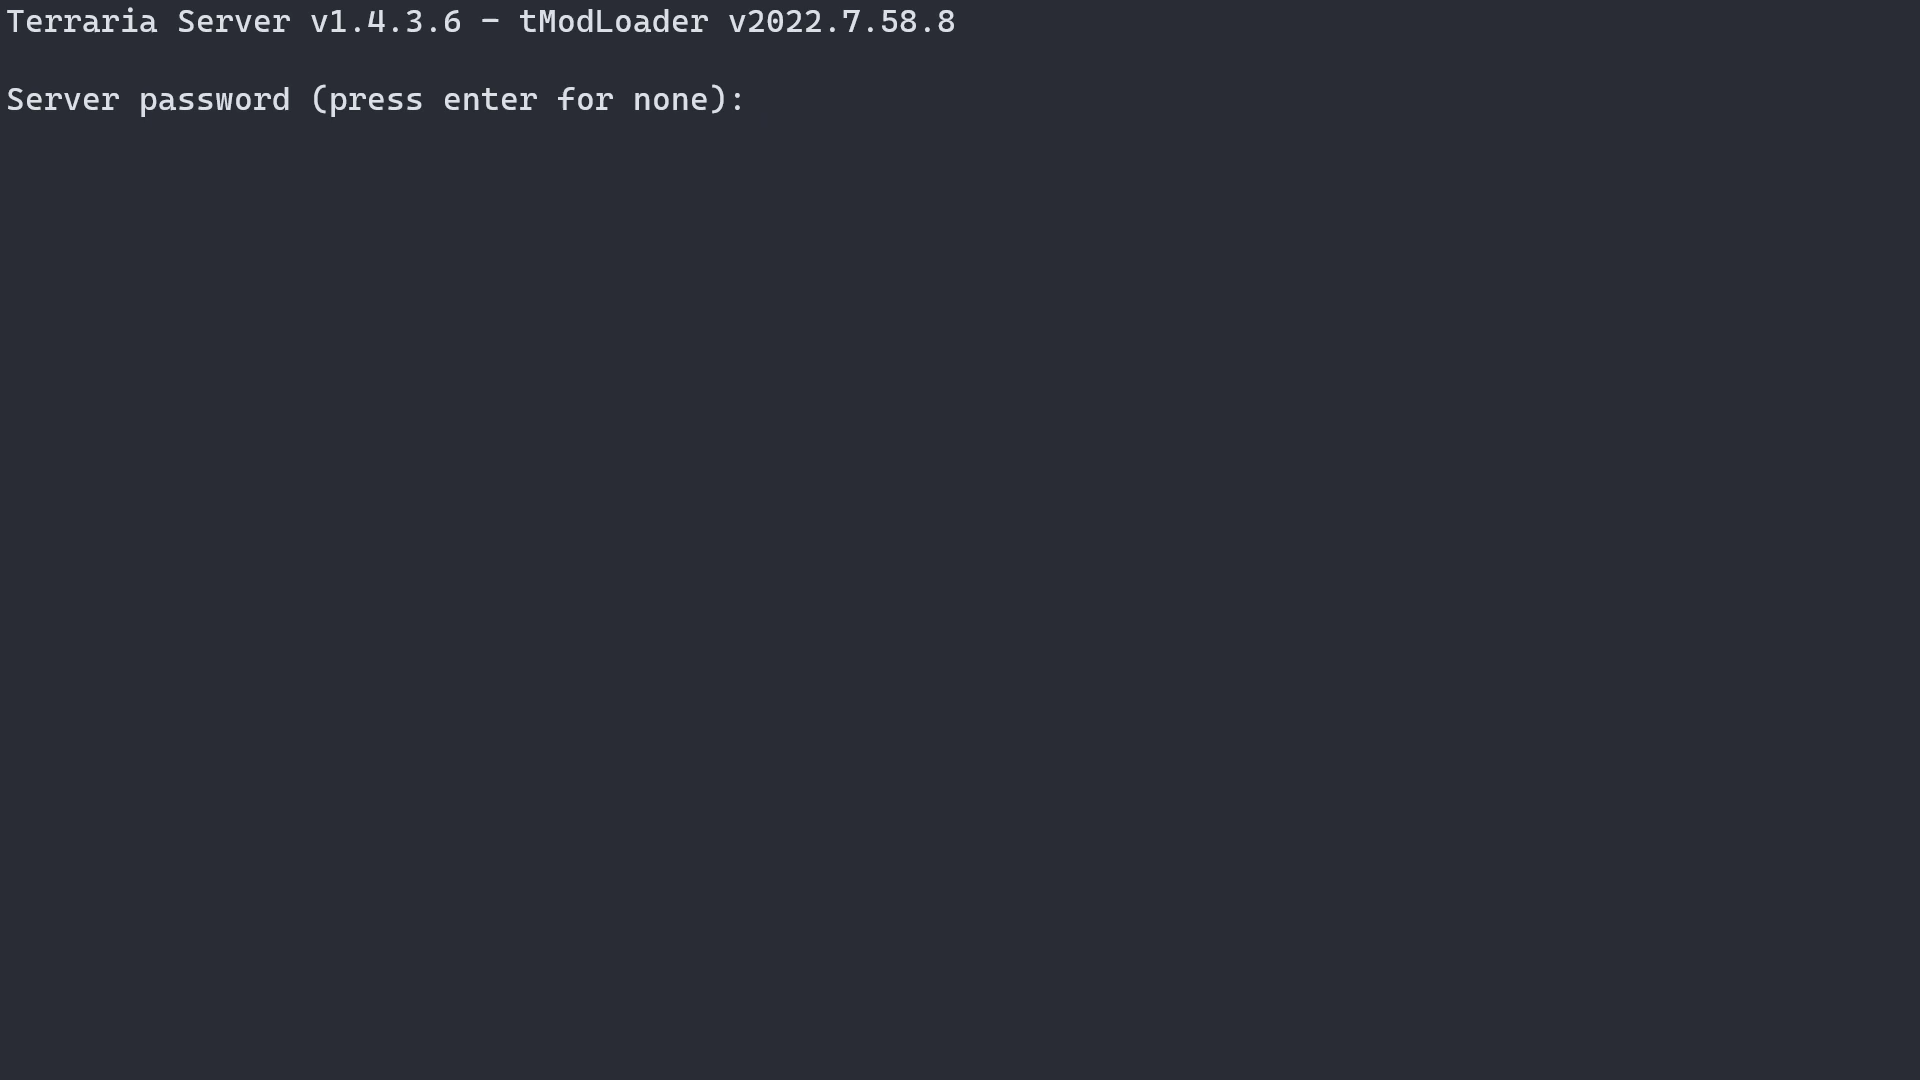 Terraria Server v1.4.3.6 - tModLoader v2022.7.58.8
Server password (press enter for none):